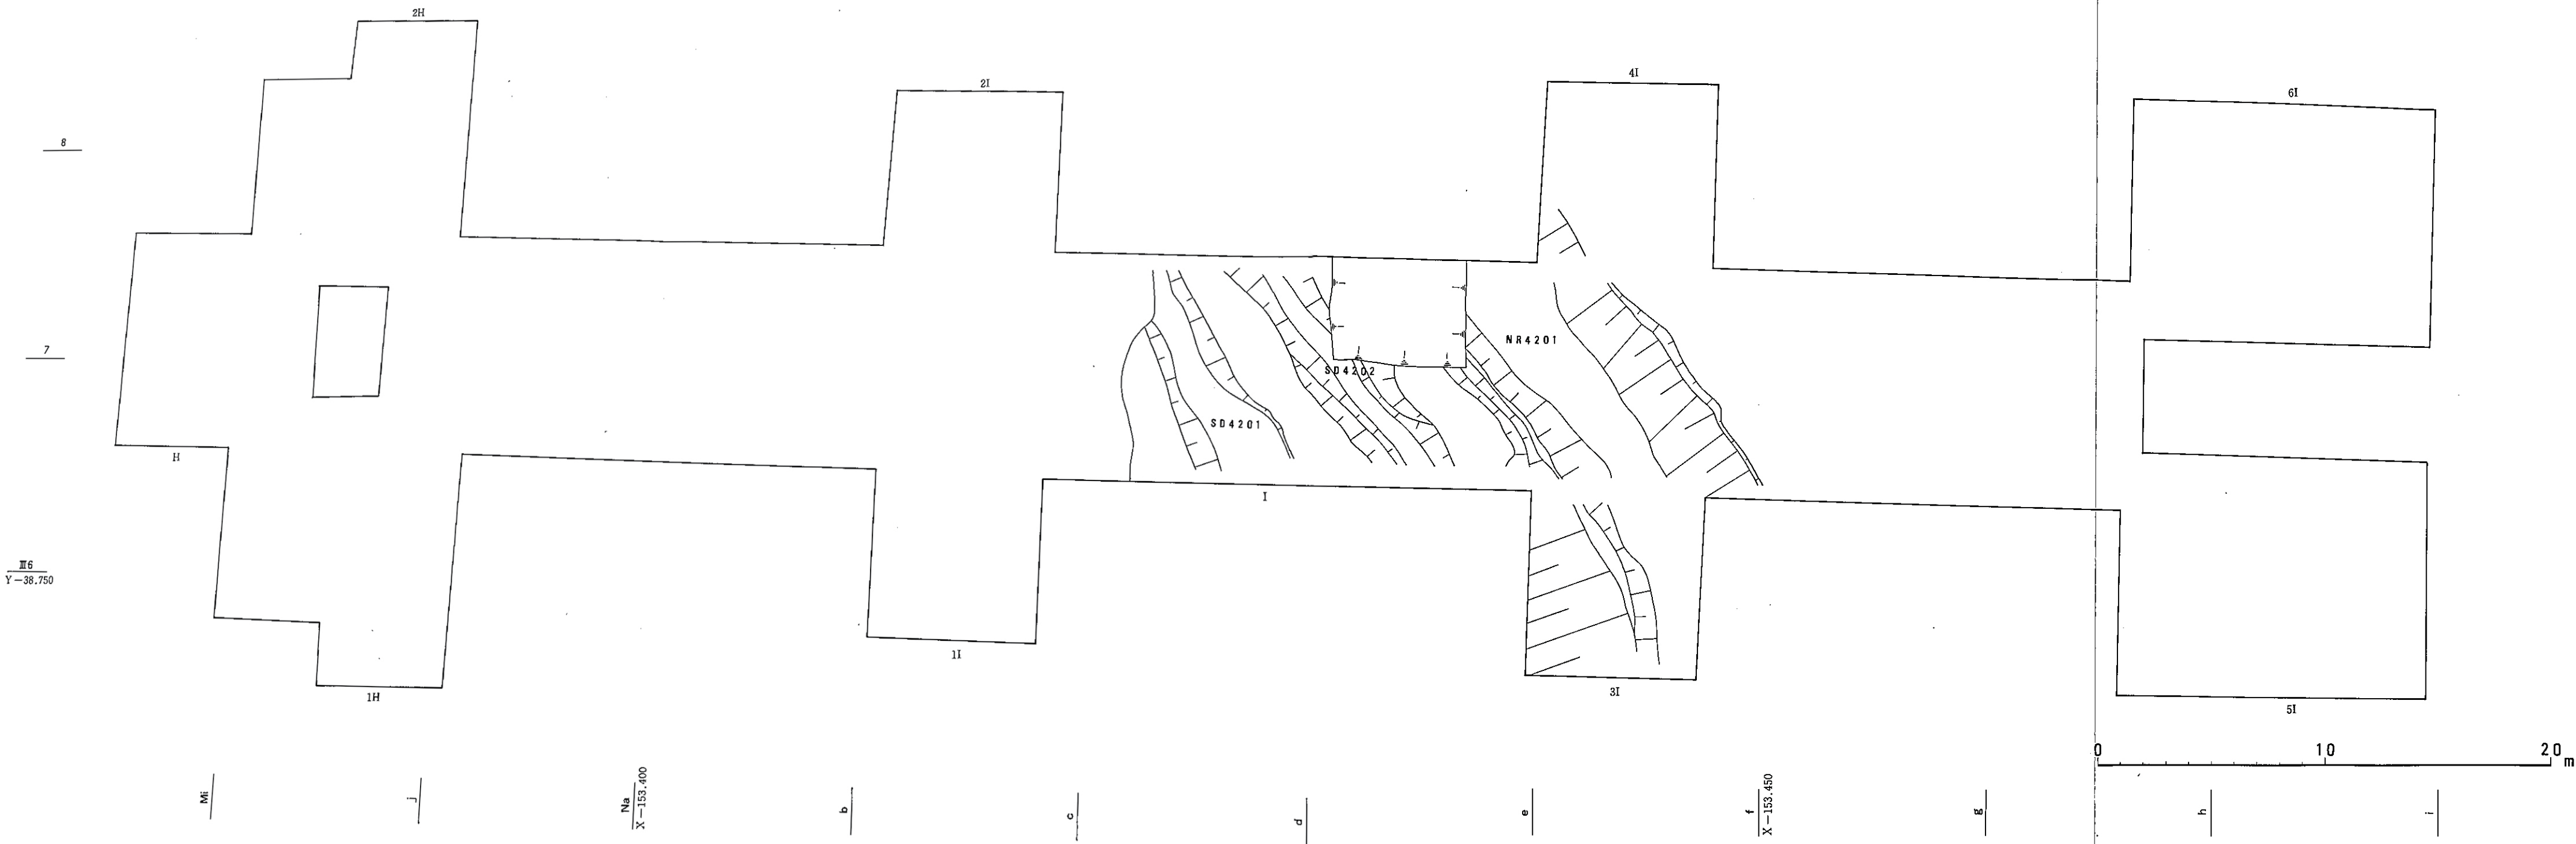 2H
2I
4I
6I
8
7
NR4201
SD4202
SD4201
H
I
Ⅲ6
Y−38.750
1H
1I
3I
5I
0 10 20 m
Mi
j
Na
X−153.400
b
c
d
e
f
X−153.450
g
h
i